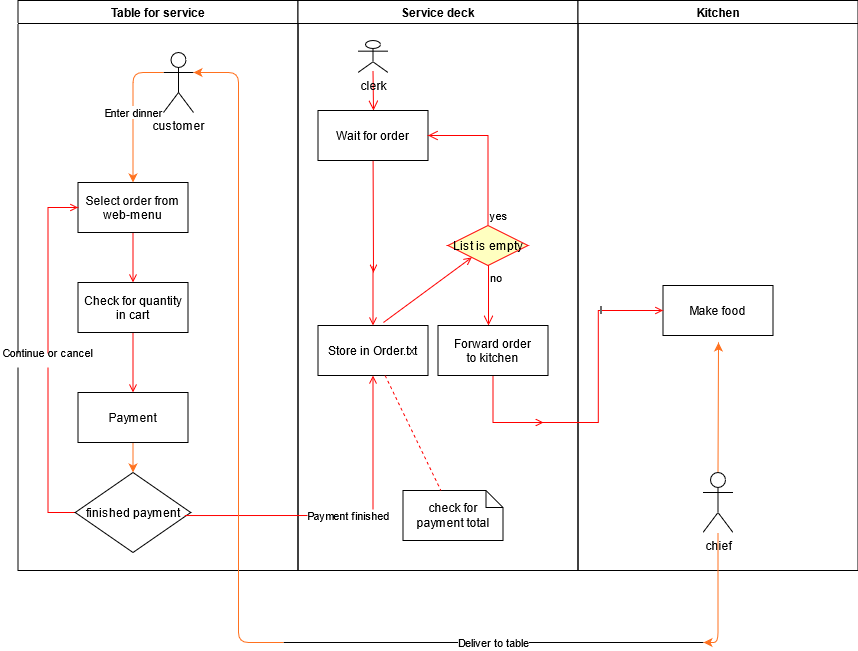 Table for service
Service deck
Kitchen
customer
Enter dinner
Select order from
web-menu
Check for quantity
in cart
Continue or cancel
Payment
finished payment
clerk
Wait for order
yes
List is empty
no
Store in Order.txt
Forward order
to kitchen
Payment finished
check for
payment total
Make food
chief
Deliver to table